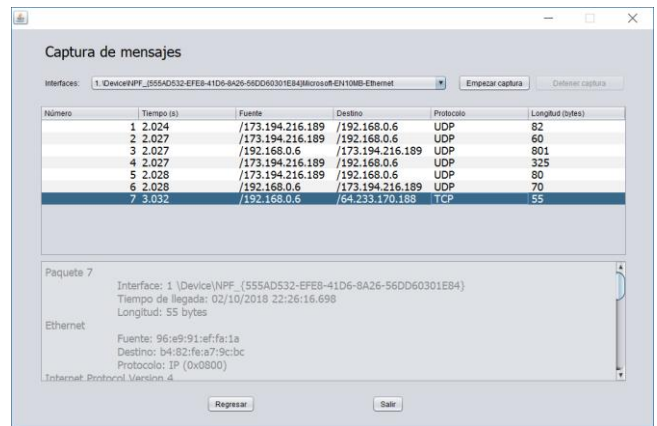 Captura de mensajes
Interfaces: 1. \Device\NPF_{555AD532-EFE8-41D6-8A26-56DD60301E84}Microsoft-EN10MB-Ethernet Empezar captura Detener captura
Número Tiempo (s) Fuente Destino Protocolo Longitud (bytes)
1 2.024 /173.194.216.189 /192.168.0.6 UDP 82
2 2.027 /173.194.216.189 /192.168.0.6 UDP 60
3 2.027 /192.168.0.6 /173.194.216.189 UDP 801
4 2.027 /173.194.216.189 /192.168.0.6 UDP 325
5 2.028 /173.194.216.189 /192.168.0.6 UDP 80
6 2.028 /192.168.0.6 /173.194.216.189 UDP 70
7 3.032 /192.168.0.6 /64.233.170.188 TCP 55
Paquete 7
Interface: 1 \Device\NPF_{555AD532-EFE8-41D6-8A26-56DD60301E84}
Tiempo de llegada: 02/10/2018 22:26:16.698
Longitud: 55 bytes
Ethernet
Fuente: 96:e9:91:ef:fa:1a
Destino: b4:82:fe:a7:9c:bc
Protocolo: IP (0x0800)
Internet Protocol Version 4
Regresar Salir